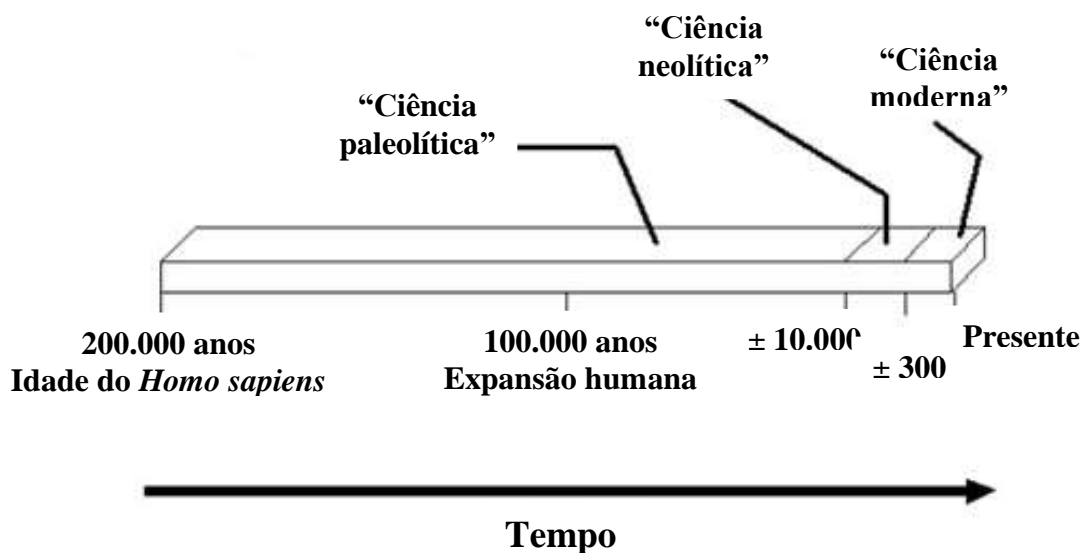 “Ciência
neolítica”
“Ciência
moderna”
“Ciência
paleolítica”
200.000 anos
Idade do Homo sapiens
100.000 anos
Expansão humana
± 10.000
± 300
Presente
Tempo